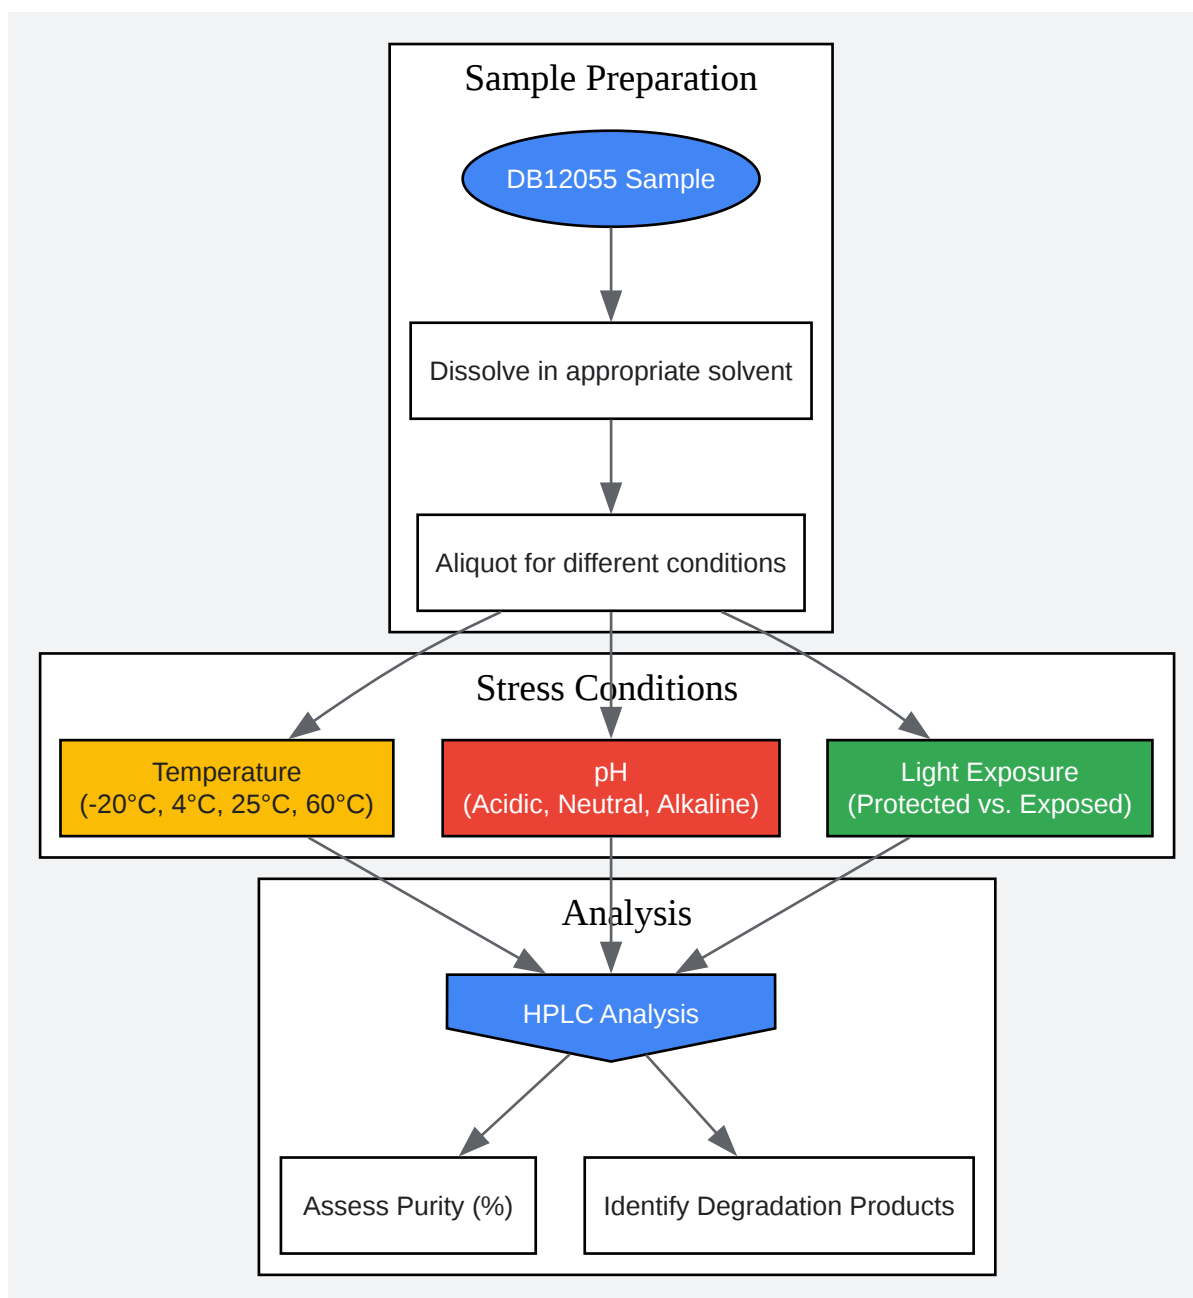 Sample Preparation
DB12055 Sample
Dissolve in appropriate solvent
Aliquot for different conditions
Stress Conditions
Temperature
(-20°C, 4°C, 25°C, 60°C)
pH
(Acidic, Neutral, Alkaline)
Light Exposure
(Protected vs. Exposed)
Analysis
HPLC Analysis
Assess Purity (%)
Identify Degradation Products